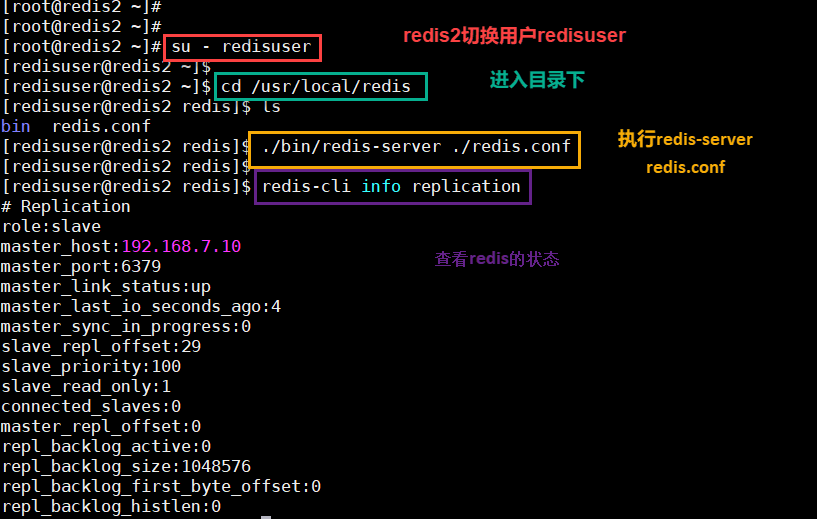 [root@redis2 ~]#
[root@redis2 ~]#
[root@redis2 ~]# su - redisuser
redis2切换用户redisuser
[redisuser@redis2 ~]$
[redisuser@redis2 ~]$ cd /usr/local/redis
进入目录下
[redisuser@redis2 redis]$ ls
bin  redis.conf
[redisuser@redis2 redis]$ ./bin/redis-server ./redis.conf
执行redis-server
redis.conf
[redisuser@redis2 redis]$
[redisuser@redis2 redis]$ redis-cli info replication
# Replication
role:slave
master_host:192.168.7.10
查看redis的状态
master_port:6379
master_link_status:up
master_last_io_seconds_ago:4
master_sync_in_progress:0
slave_repl_offset:29
slave_priority:100
slave_read_only:1
connected_slaves:0
master_repl_offset:0
repl_backlog_active:0
repl_backlog_size:1048576
repl_backlog_first_byte_offset:0
repl_backlog_histlen:0